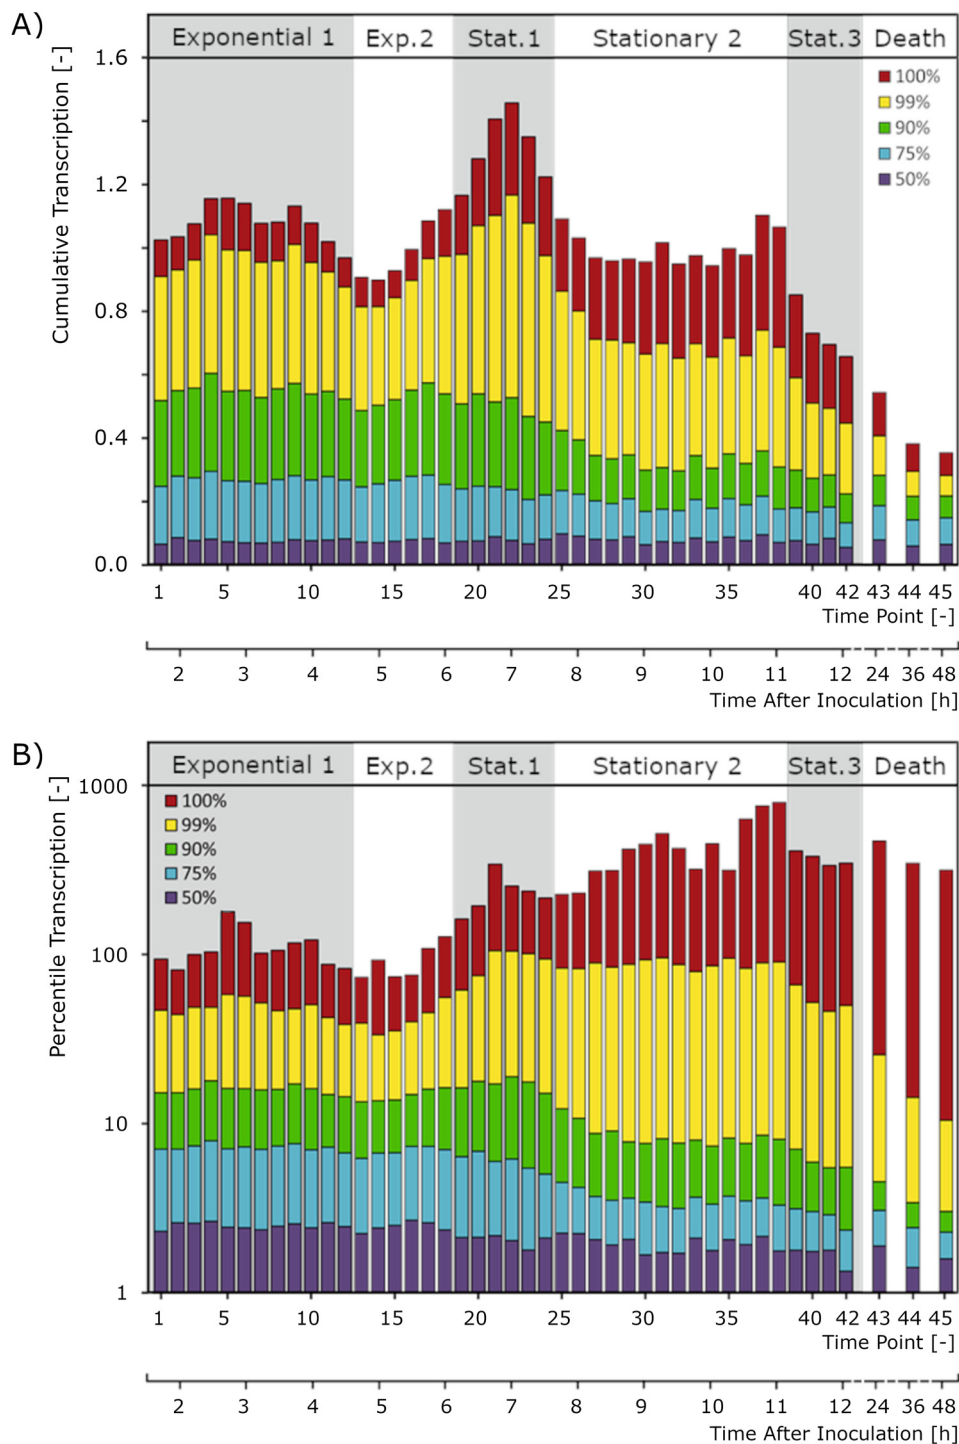 A)
Exponential 1 Exp.2 Stat.1 Stationary 2 Stat.3 Death
Cumulative Transcription [-]
1.6
1.2
0.8
0.4
0.0
100%
99%
90%
75%
50%
1 5 10 15 20 25 30 35 40 42 43 44 45
Time Point [-]
2 3 4 5 6 7 8 9 10 11 12 24 36 48
Time After Inoculation [h]
B)
Exponential 1 Exp.2 Stat.1 Stationary 2 Stat.3 Death
Percentile Transcription [-]
1000
100
10
1
100%
99%
90%
75%
50%
1 5 10 15 20 25 30 35 40 42 43 44 45
Time Point [-]
2 3 4 5 6 7 8 9 10 11 12 24 36 48
Time After Inoculation [h]